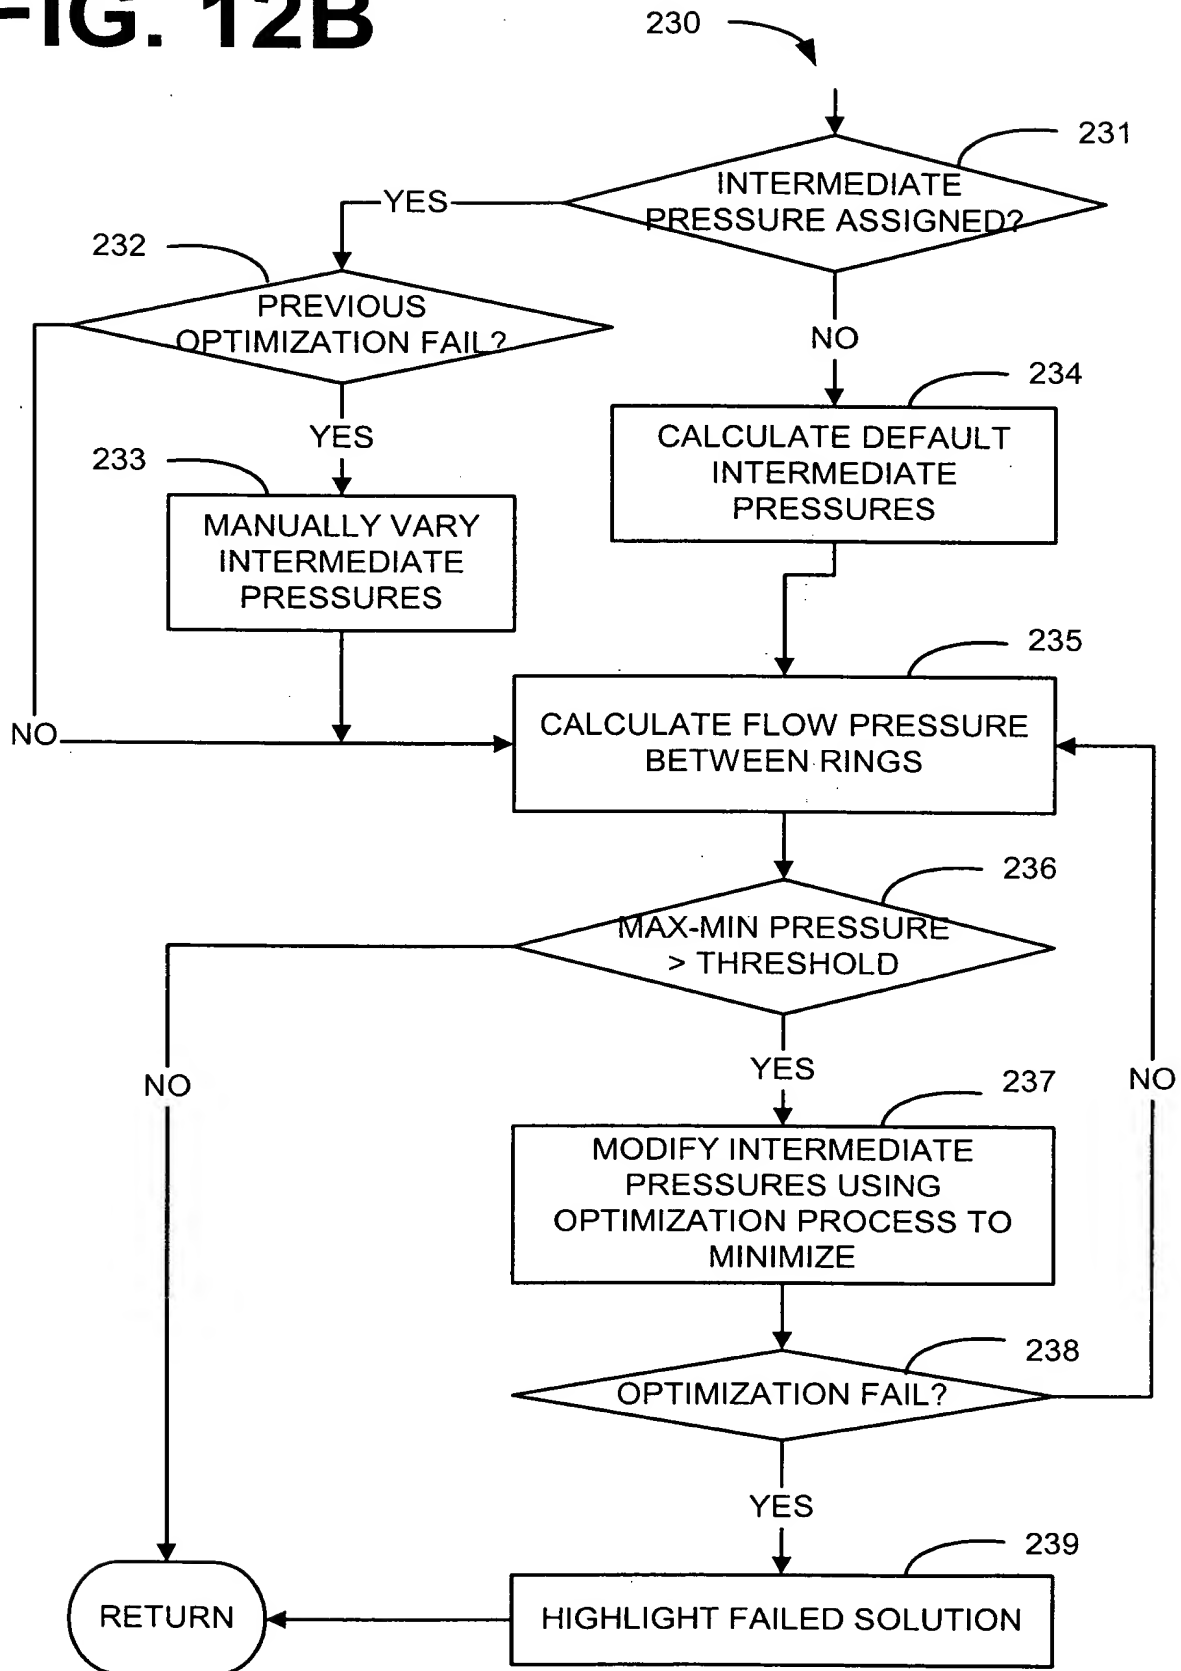 FIG. 12B
230
231
INTERMEDIATE
PRESSURE ASSIGNED?
YES
232
PREVIOUS
OPTIMIZATION FAIL?
NO
234
YES
CALCULATE DEFAULT
INTERMEDIATE
PRESSURES
233
MANUALLY VARY
INTERMEDIATE
PRESSURES
235
NO
CALCULATE FLOW PRESSURE
BETWEEN RINGS
236
MAX-MIN PRESSURE
> THRESHOLD
NO
YES
237
NO
MODIFY INTERMEDIATE
PRESSURES USING
OPTIMIZATION PROCESS TO
MINIMIZE
238
OPTIMIZATION FAIL?
YES
239
HIGHLIGHT FAILED SOLUTION
RETURN